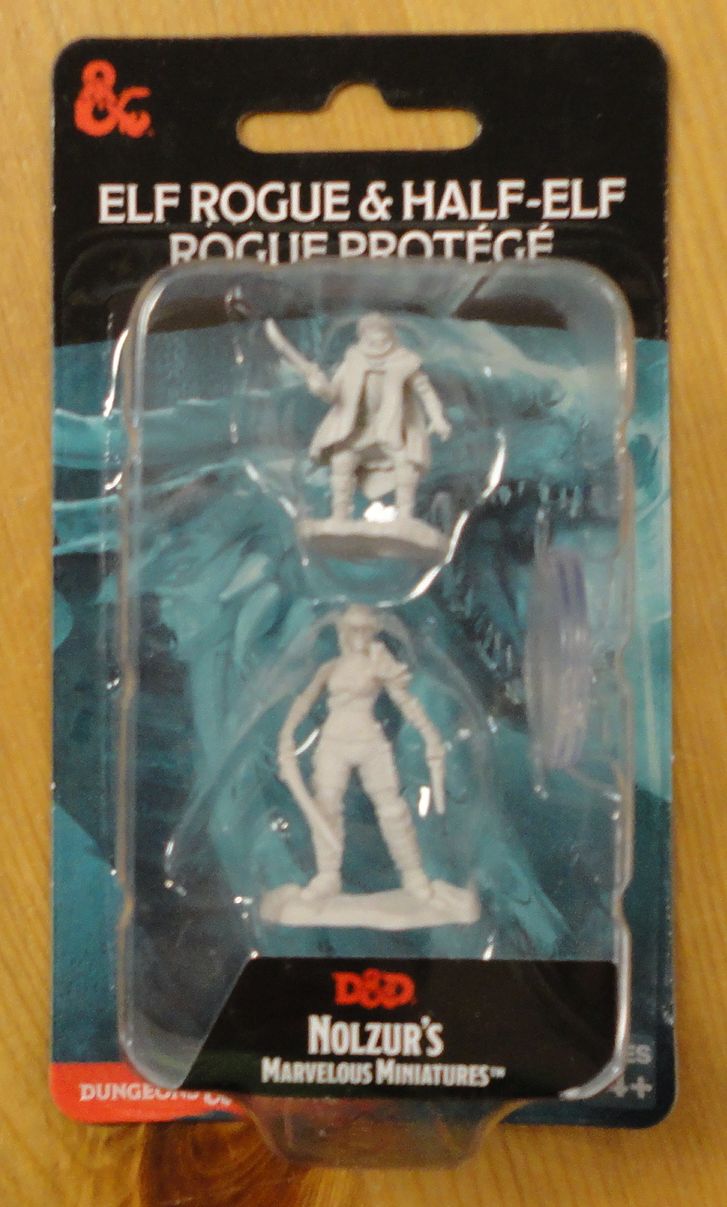 &
ELF ROGUE & HALF-ELF
ROGUE PROTÉGÉ
D&D
NOLZUR'S
MARVELOUS MINIATURES™
DUNGEONS